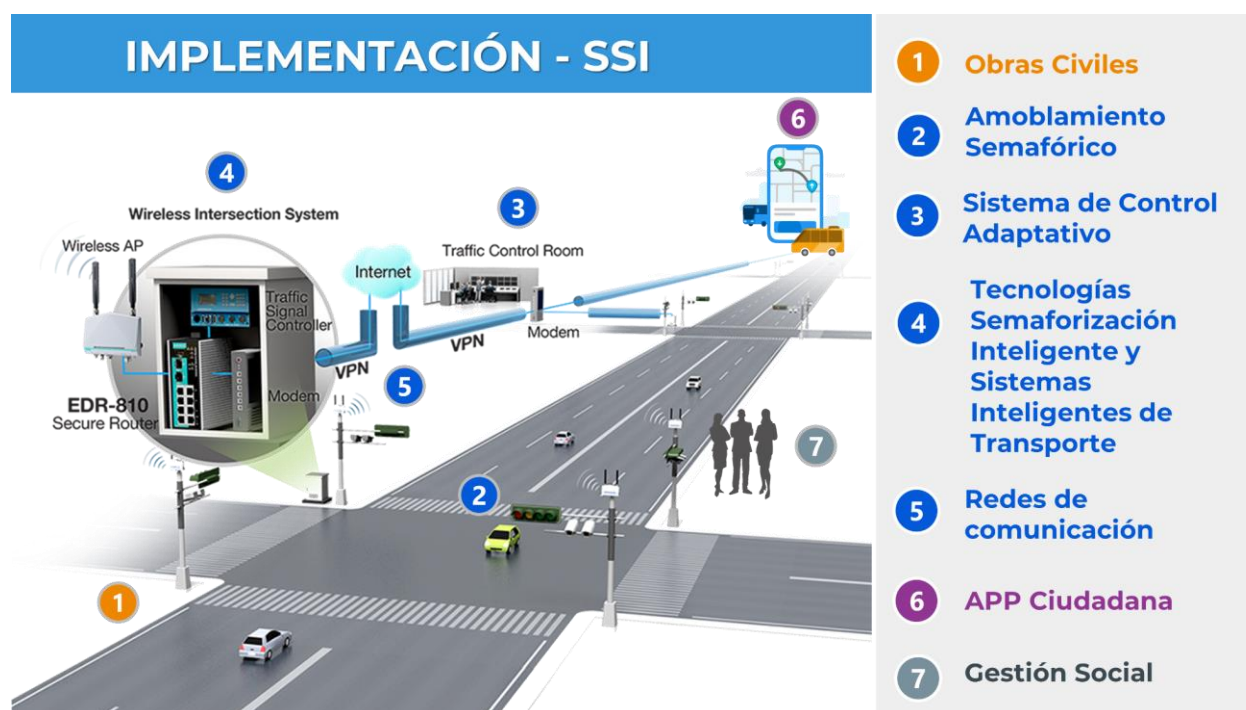 IMPLEMENTACIÓN - SSI
6
4
Wireless Intersection System
3
Wireless AP
Traffic Control Room
Internet
Traffic
Signal
Controller
Modem
VPN
VPN
5
Modem
EDR-810
Secure Router
7
2
1
1 Obras Civiles
2 Amoblamiento
Semafórico
3 Sistema de Control
Adaptativo
4 Tecnologías
Semaforización
Inteligente y
Sistemas
Inteligentes de
Transporte
5 Redes de
comunicación
6 APP Ciudadana
7 Gestión Social